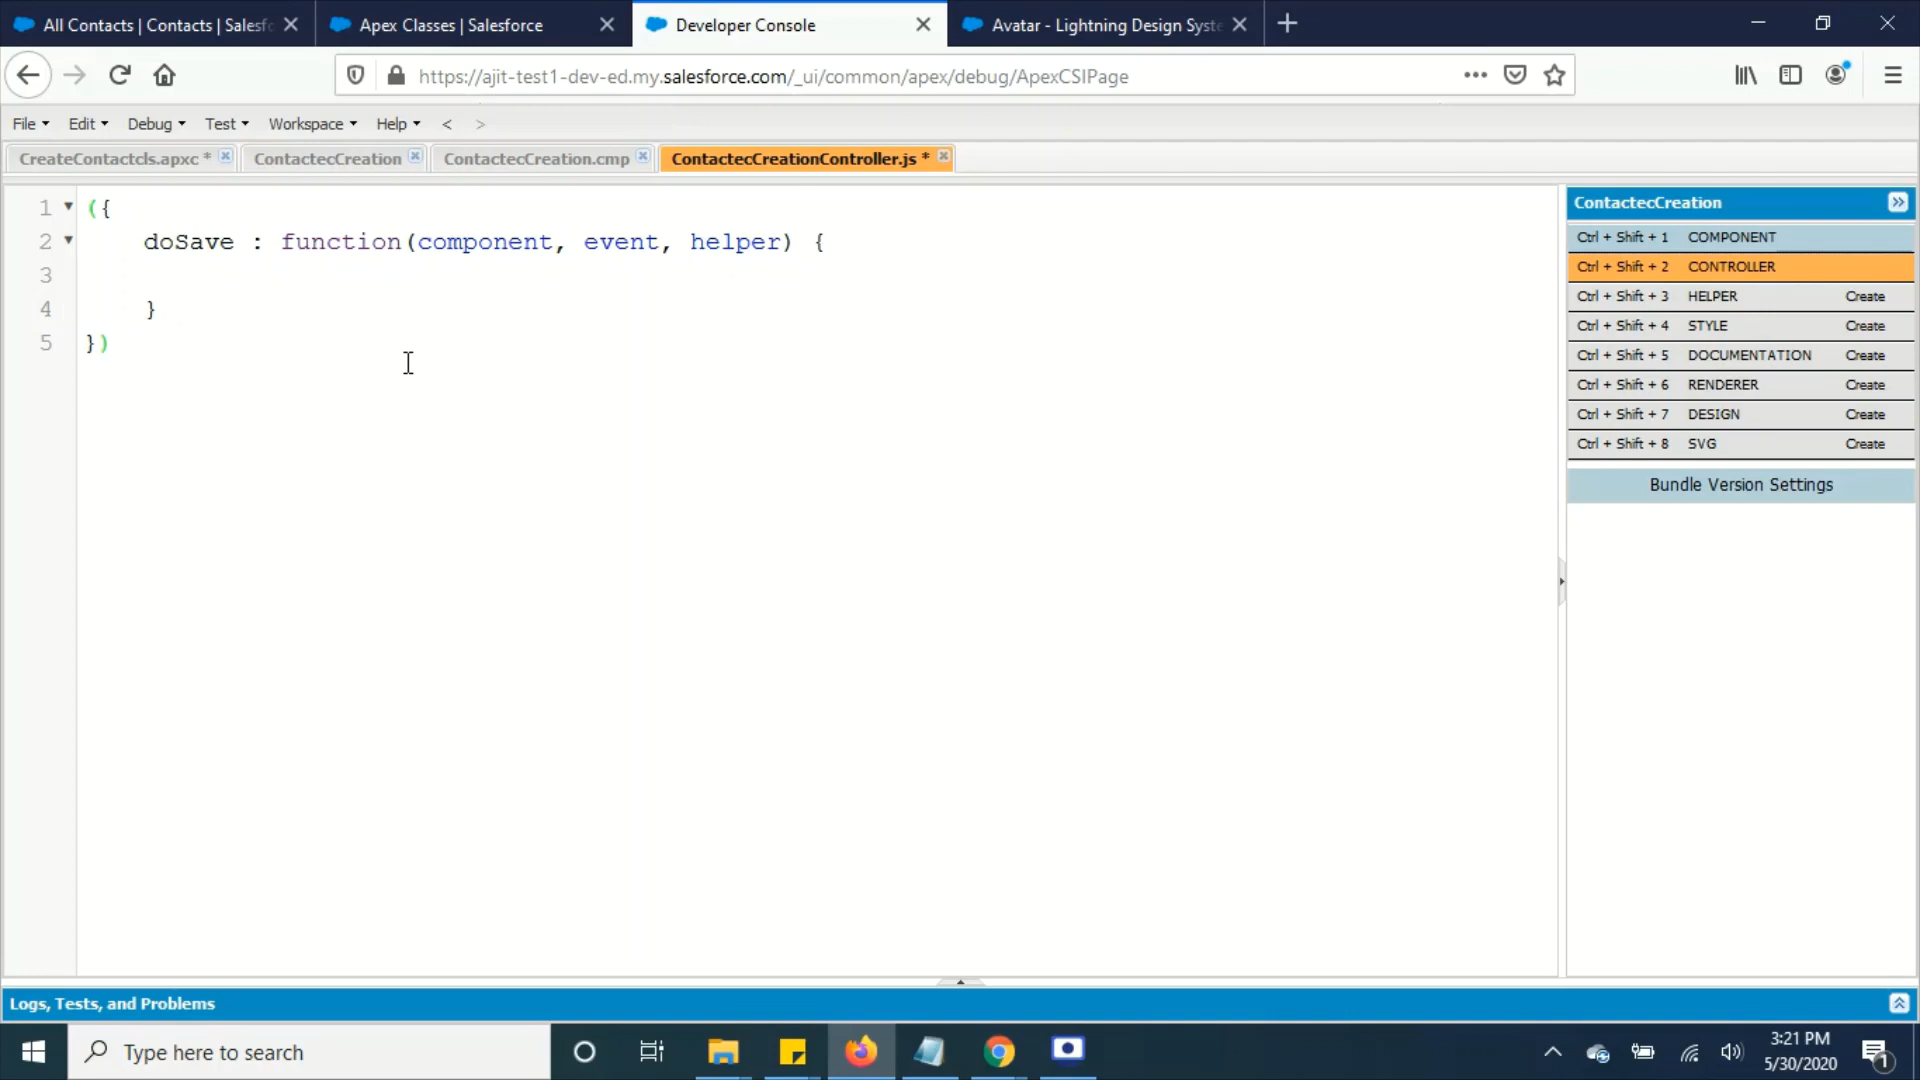 All Contacts | Contacts | Salesfo
Apex Classes | Salesforce
Developer Console
Avatar - Lightning Design Syste
https://ajit-test1-dev-ed.my.salesforce.com/_ui/common/apex/debug/ApexCSIPage
File Edit Debug Test Workspace Help < >
CreateContactcls.apxc *
ContactecCreation
ContactecCreation.cmp
ContactecCreationController.js *
1 ({
2 doSave : function(component, event, helper) {
3
4 }
5 })
ContactecCreation
Ctrl + Shift + 1 COMPONENT
Ctrl + Shift + 2 CONTROLLER
Ctrl + Shift + 3 HELPER Create
Ctrl + Shift + 4 STYLE Create
Ctrl + Shift + 5 DOCUMENTATION Create
Ctrl + Shift + 6 RENDERER Create
Ctrl + Shift + 7 DESIGN Create
Ctrl + Shift + 8 SVG Create
Bundle Version Settings
Logs, Tests, and Problems
Type here to search
3:21 PM
5/30/2020
1